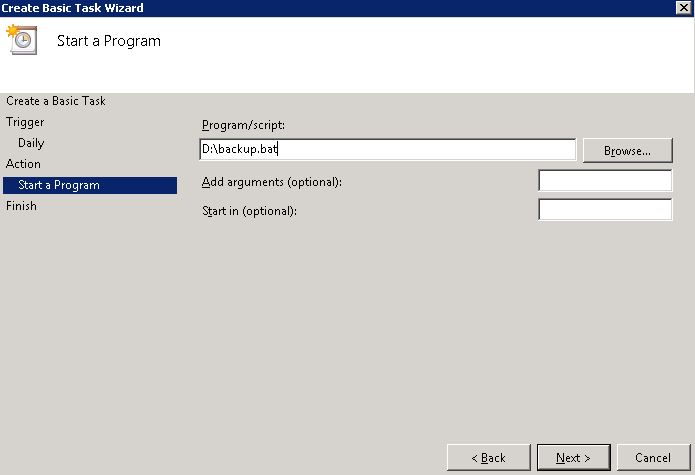 Create Basic Task Wizard
Start a Program
Create a Basic Task
Trigger
Daily
Action
Start a Program
Finish
Program/script:
D:\backup.bat
Browse...
Add arguments (optional):
Start in (optional):
< Back
Next >
Cancel